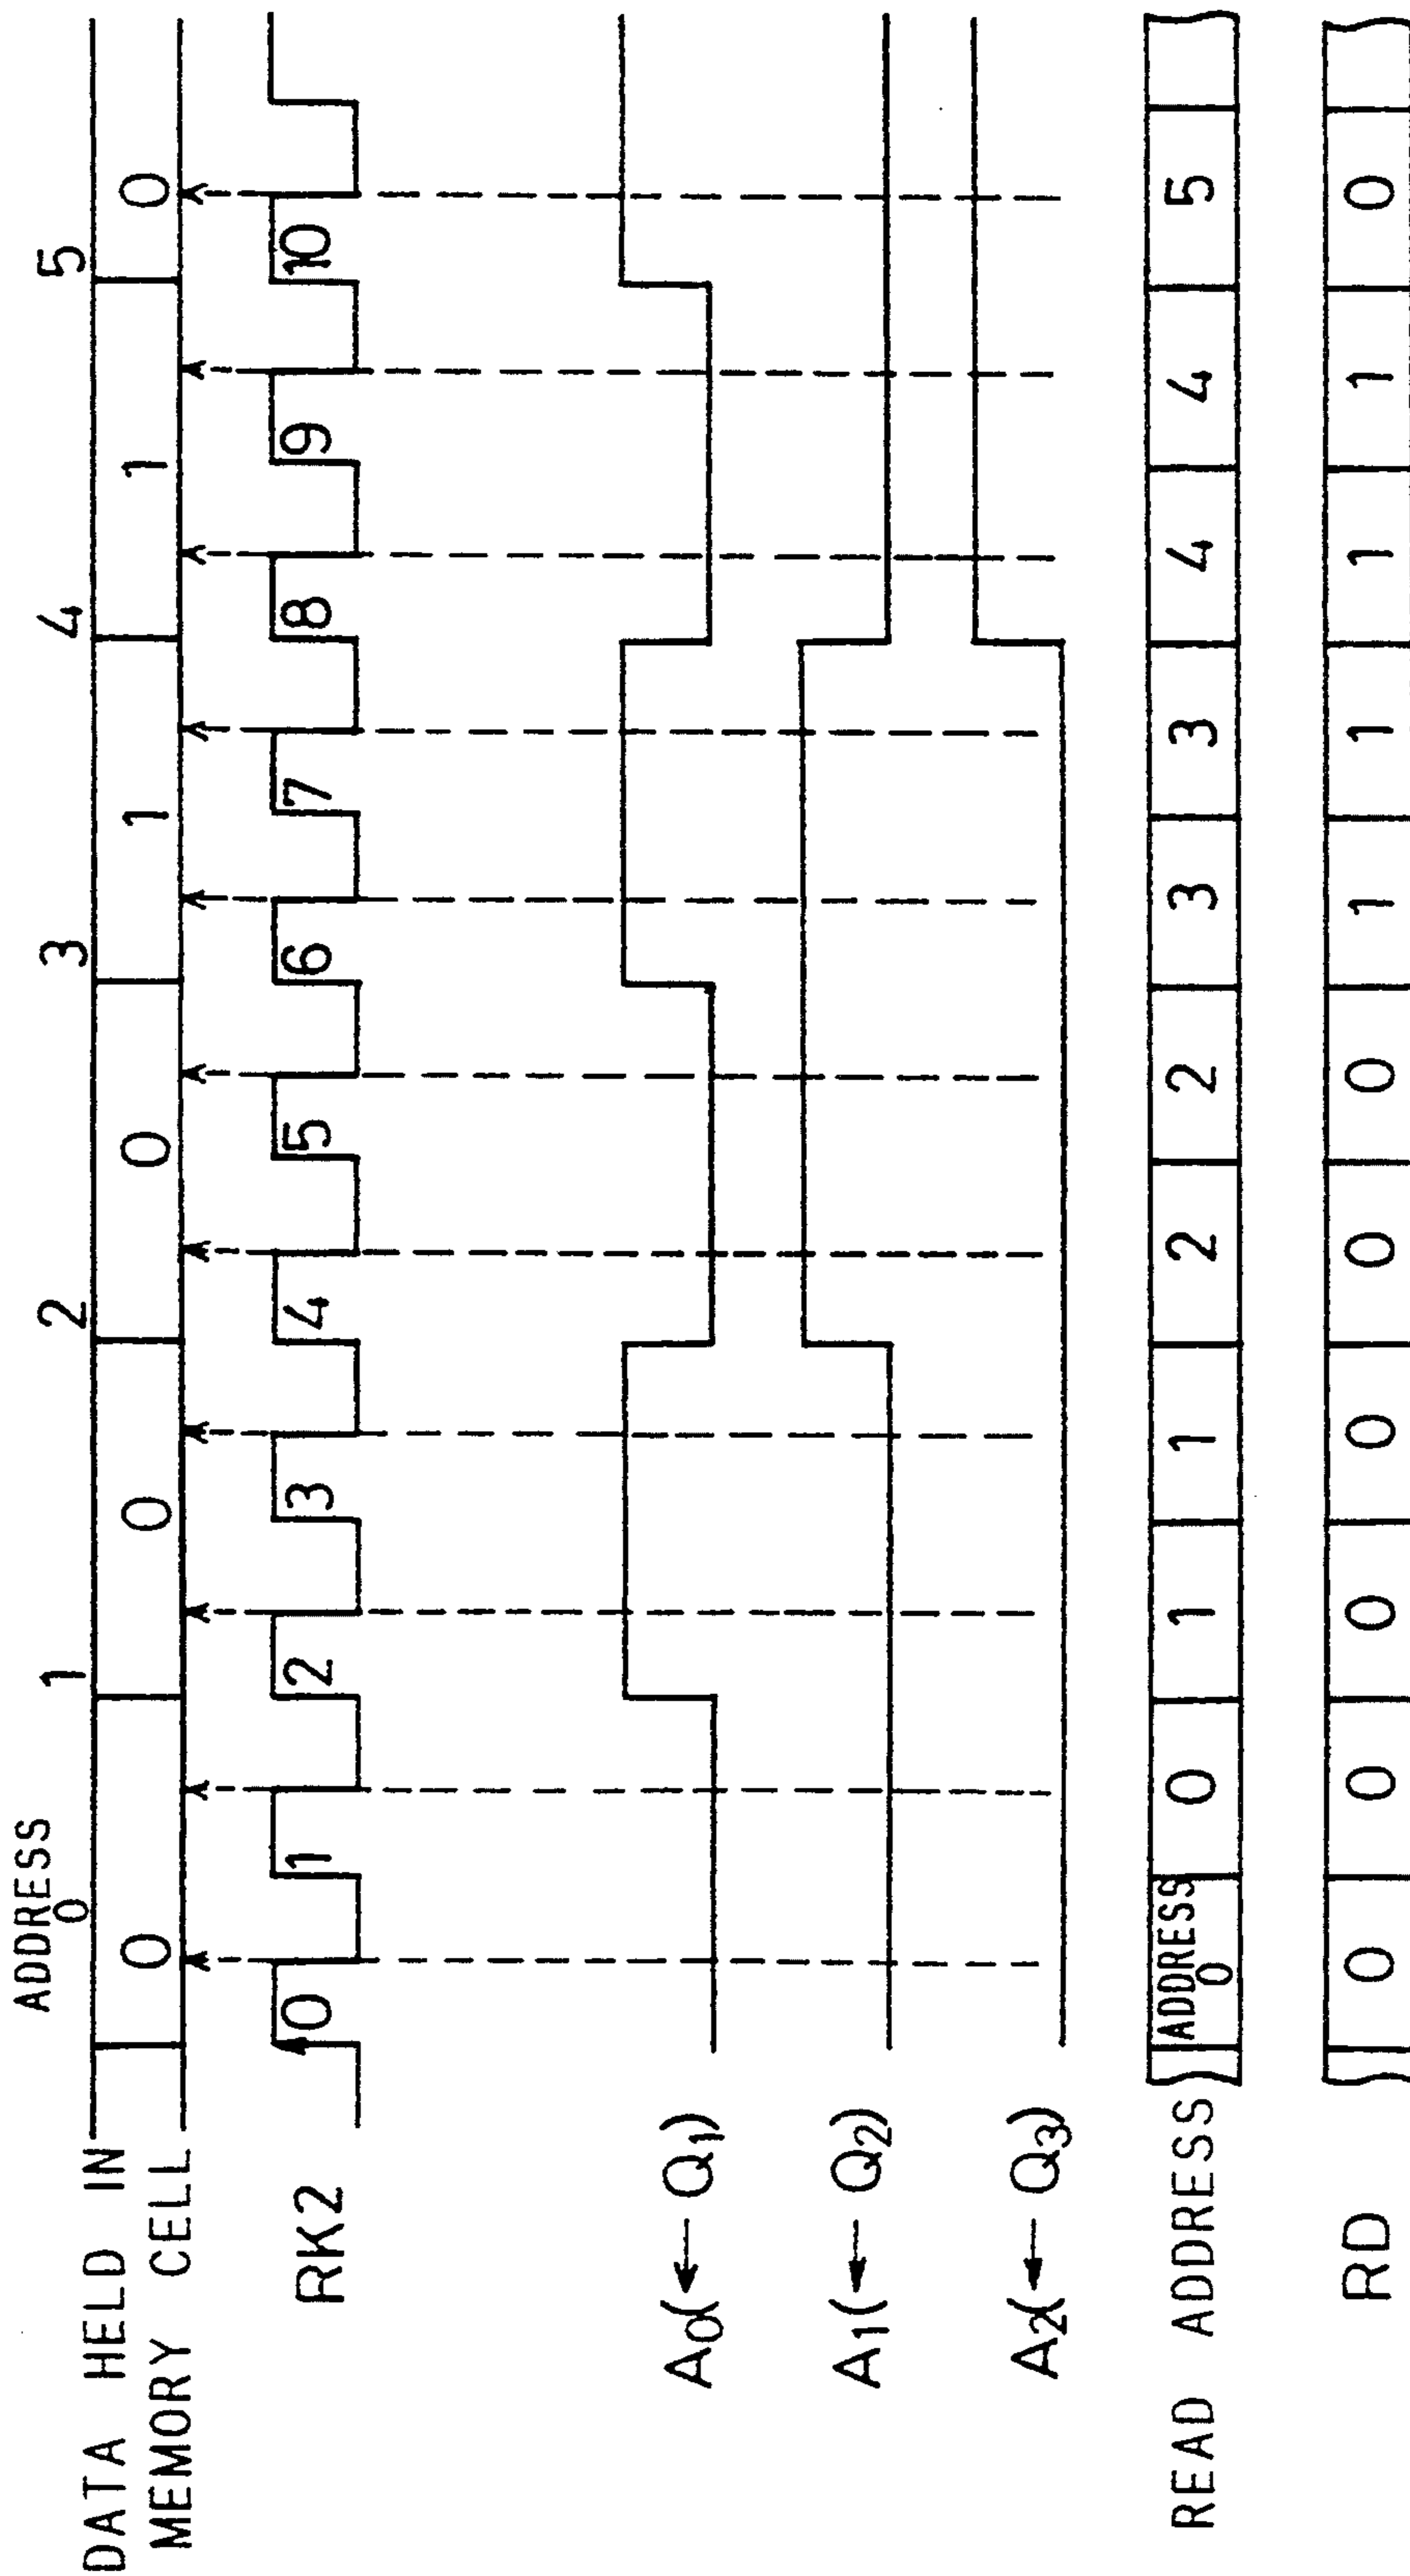 ADDRESS
0 1 2 3 4 5
DATA HELD IN
MEMORY CELL
0 0 0 1 1 0
RK2
0 1 2 3 4 5 6 7 8 9 10
A0(← Q1)
A1(← Q2)
A2(← Q3)
READ ADDRESS
ADDRESS
0 0 1 1 2 2 3 3 4 4 5
RD
0 0 0 0 0 0 1 1 1 1 0